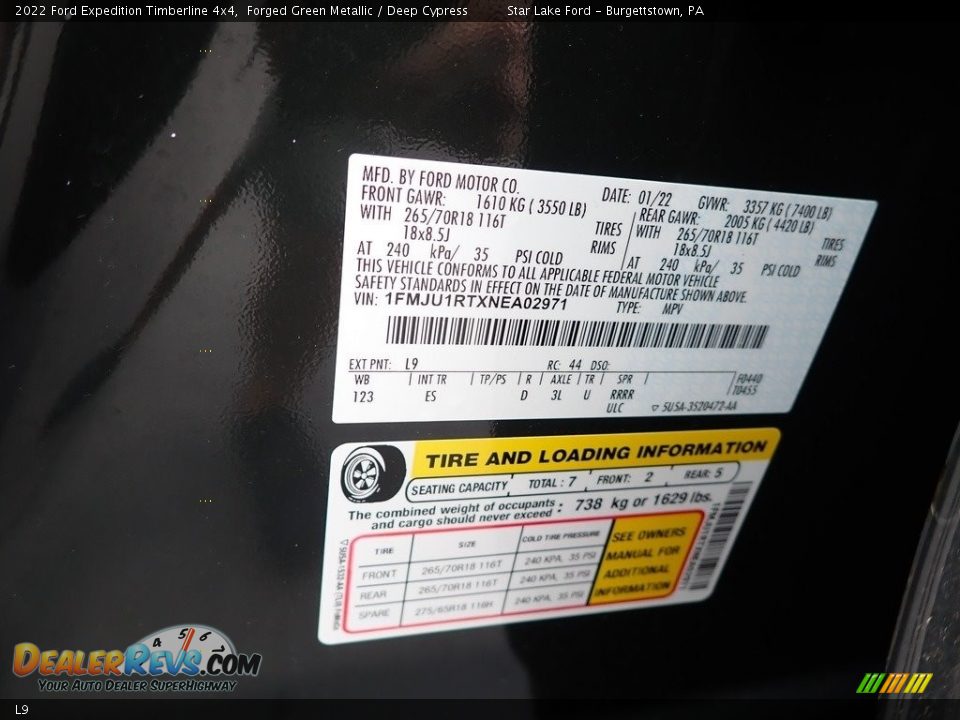 2022 Ford Expedition Timberline 4x4,  Forged Green Metallic / Deep Cypress  Star Lake Ford - Burgettstown, PA
MFD. BY FORD MOTOR CO.
DATE: 01/22  GVWR: 3357 KG ( 7400 LB)
FRONT GAWR: 1610 KG ( 3550 LB)
REAR GAWR: 2005 KG ( 4420 LB)
WITH 265/70R18 116T TIRES
WITH 265/70R18 116T TIRES
18x8.5J RIMS
18x8.5J RIMS
AT 240 kPa/ 35 PSI COLD
AT 240 kPa/ 35 PSI COLD
THIS VEHICLE CONFORMS TO ALL APPLICABLE FEDERAL MOTOR VEHICLE
SAFETY STANDARDS IN EFFECT ON THE DATE OF MANUFACTURE SHOWN ABOVE.
VIN: 1FMJU1RTXNEA02971
TYPE: MPV
EXT PNT: L9 RC: 44 DSO:
WB INT TR TP/PS R AXLE TR SPR
F0440
T0455
123 ES D 3L U RRRR
ULC
5U5A-3520472-AA
TIRE AND LOADING INFORMATION
SEATING CAPACITY TOTAL : 7 FRONT: 2 REAR: 5
The combined weight of occupants
and cargo should never exceed : 738 kg or 1629 lbs.
TIRE SIZE COLD TIRE PRESSURE
FRONT 265/70R18 116T 240 KPA, 35 PSI
REAR 265/70R18 116T 240 KPA, 35 PSI
SPARE 275/65R18 116H 240 KPA, 35 PSI
SEE OWNERS
MANUAL FOR
ADDITIONAL
INFORMATION
DEALERREVS.COM
4 5 6
Your Auto Dealer SuperHighway
L9